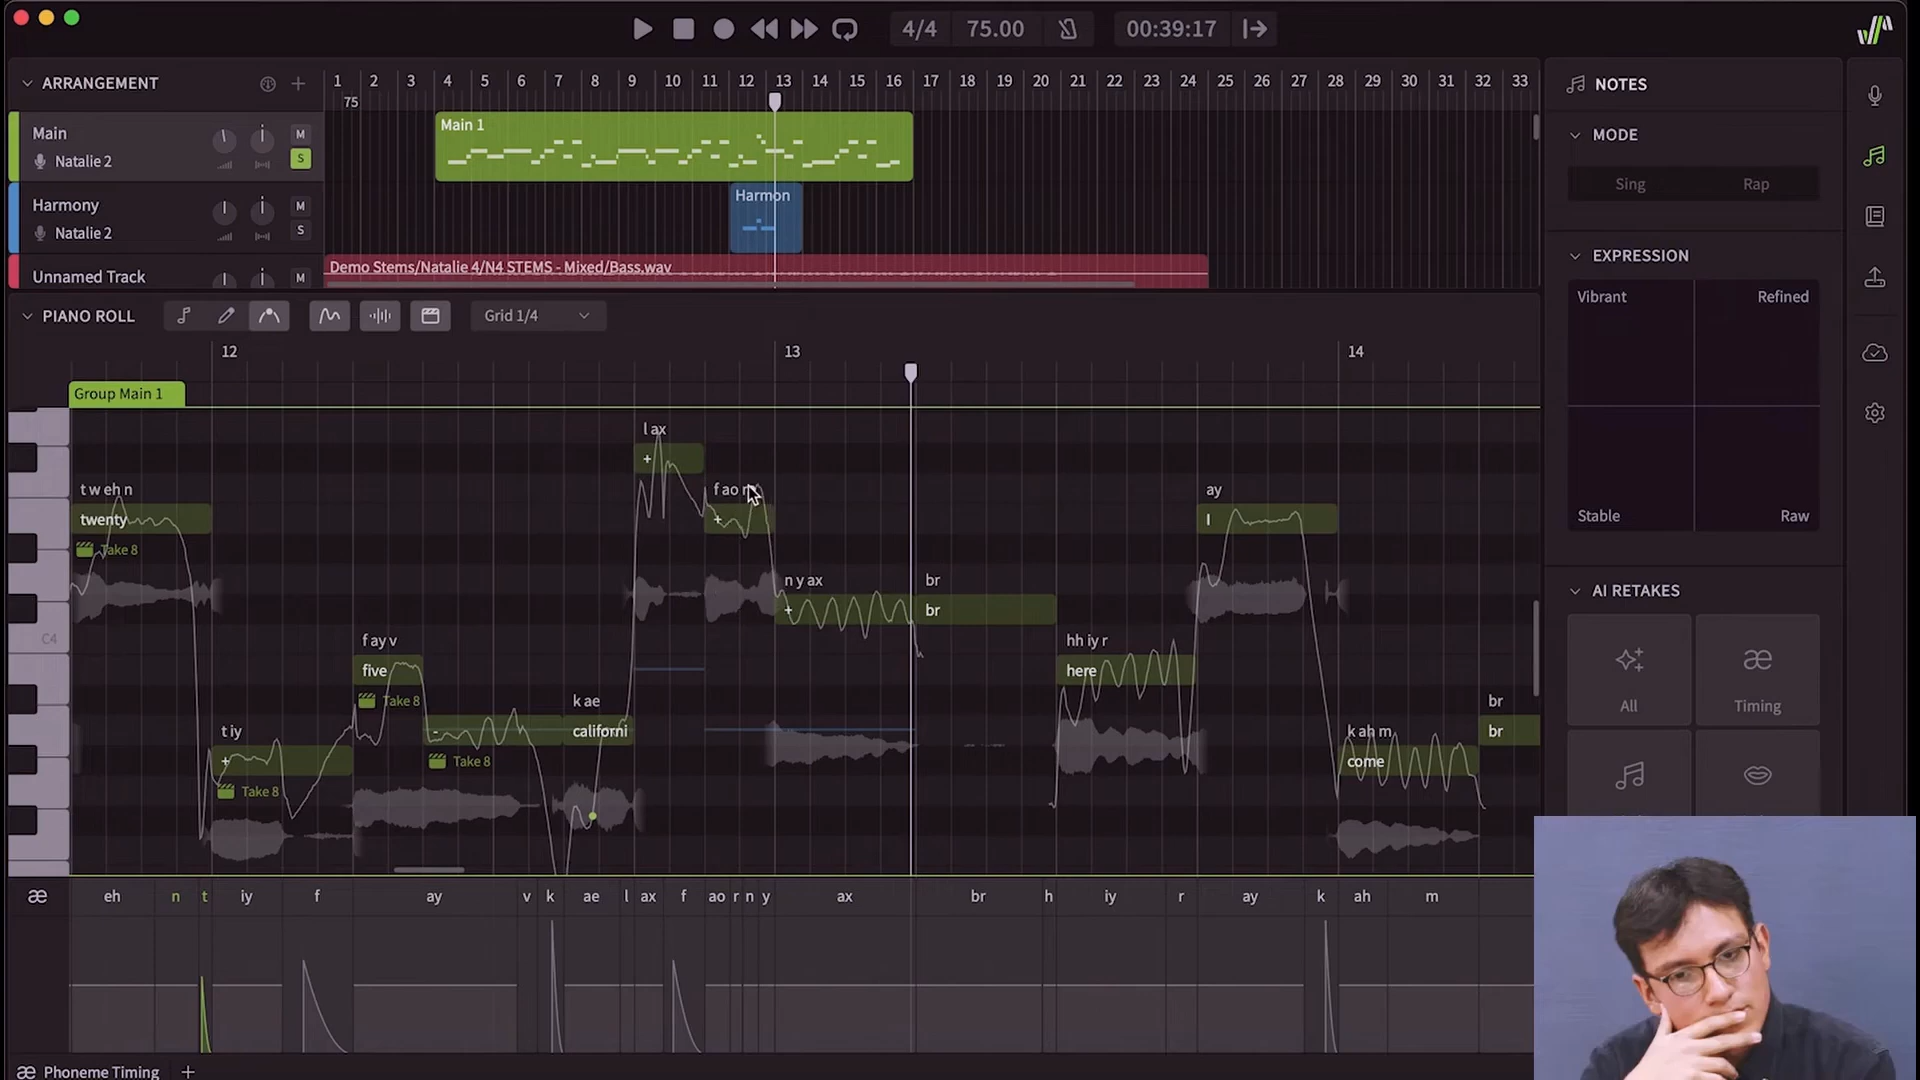 4/4 75.00 00:39:17
ARRANGEMENT
1 2 3 4 5 6 7 8 9 10 11 12 13 14 15 16 17 18 19 20 21 22 23 24 25 26 27 28 29 30 31 32 33
75
Main M
Natalie 2 S
Main 1
Harmony M
Natalie 2 S
Harmon
Unnamed Track M
Demo Stems/Natalie 4/N4 STEMS - Mixed/Bass.wav
PIANO ROLL Grid 1/4
12 13 14
Group Main 1
l ax
+
t w eh n
twenty
Take 8
f ao
+
ay
I
n y ax
+
br
br
C4
f ay v
five
Take 8
hh iy r
here
t iy
+
Take 8
-
Take 8
k ae
californi
k ah m
come
br
br
æ eh n t iy f ay v k ae l ax f ao r n y ax br h iy r ay k ah m
æ Phoneme Timing +
NOTES
MODE
Sing Rap
EXPRESSION
Vibrant Refined
Stable Raw
AI RETAKES
æ
All Timing